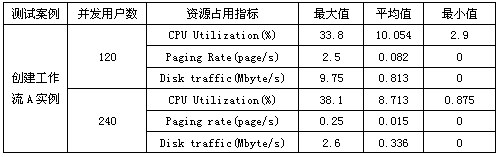 测试案例 并发用户数 资源占用指标 最大值 平均值 最小值
创建工作流A实例 120 CPU Utilization(%) 33.8 10.054 2.9
Paging Rate(page/s) 2.5 0.082 0
Disk traffic(Mbyte/s) 9.75 0.813 0
240 CPU Utilization(%) 38.1 8.713 0.875
Paging rate(page/s) 0.25 0.015 0
Disk traffic(Mbyte/s) 2.6 0.336 0